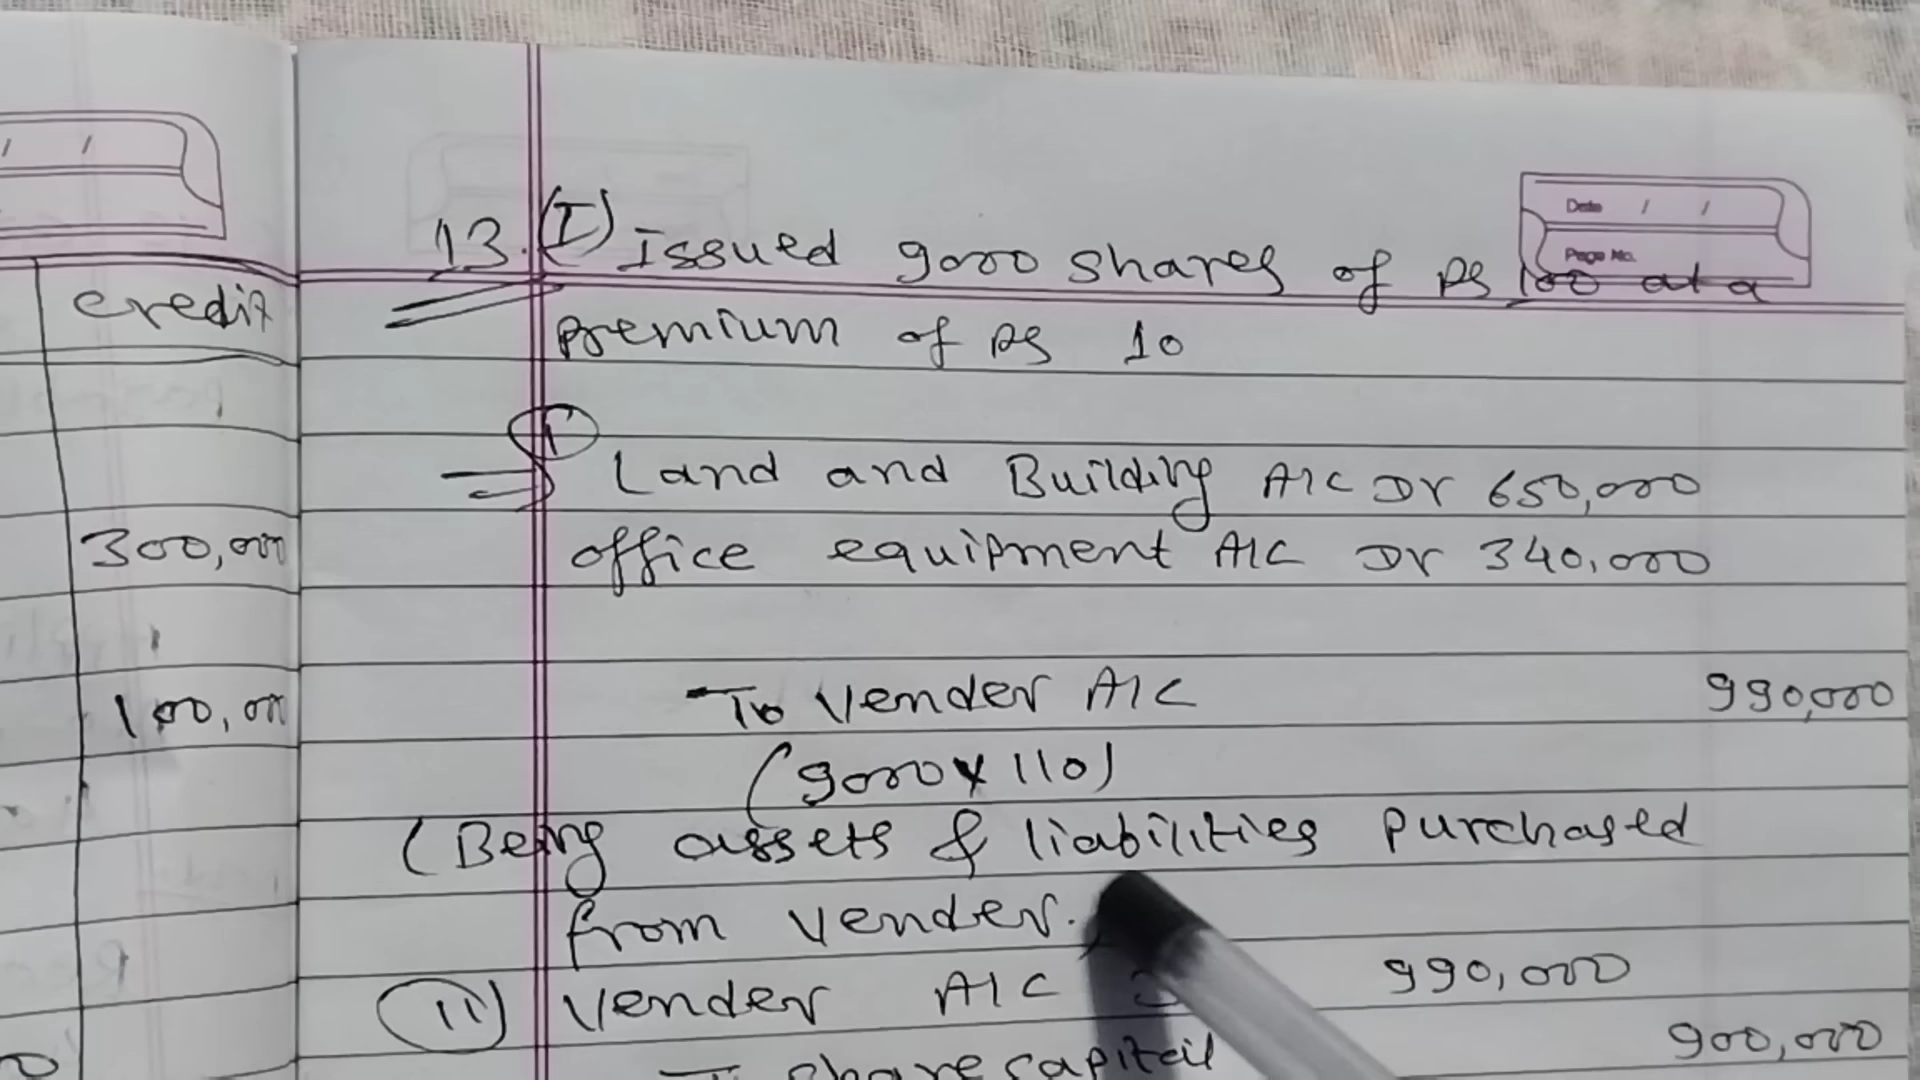 credit
300,000
100,000
Date / /
Page No.
13. (I) Issued 9000 shares of RS 100 at a
premium of RS 10
i
Land and Building A/C Dr 650,000
office equipment A/C Dr 340,000
To Vender A/C 990,000
(9000 x 110)
(Being assets & liabilities purchased
from vender.
ii) Vender A/C 990,000
share capital 900,000